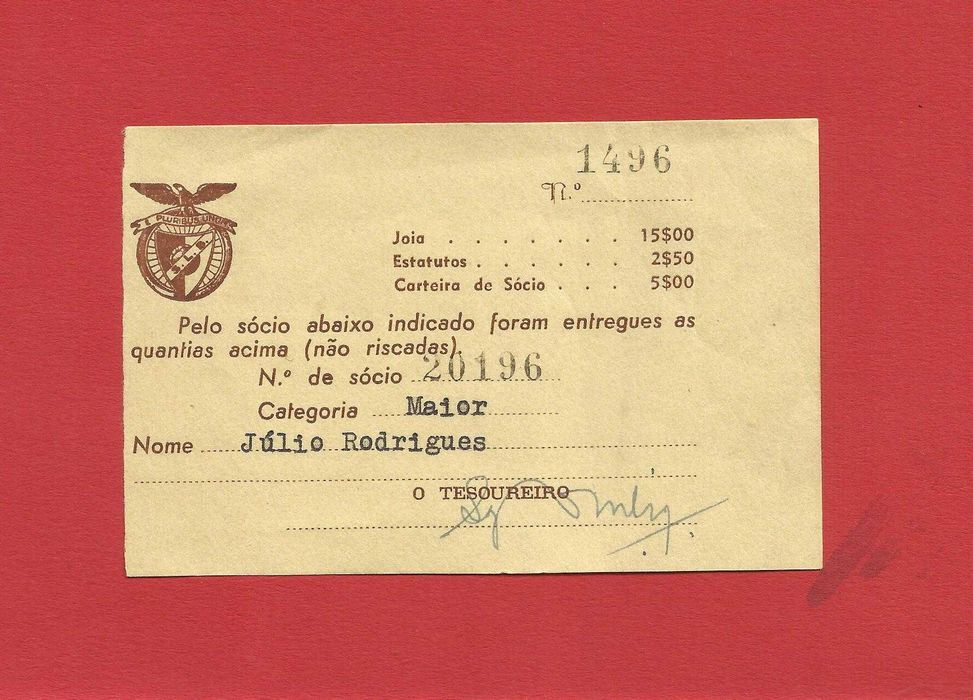 1496
N.º
E PLURIBUS UNUM
S. L. B.
Joia . . . . . . . 15$00
Estatutos . . . . . . 2$50
Carteira de Sócio . . . 5$00
Pelo sócio abaixo indicado foram entregues as
quantias acima (não riscadas).
N.º de sócio 20196
Categoria Maior
Nome Júlio Rodrigues
O TESOUREIRO